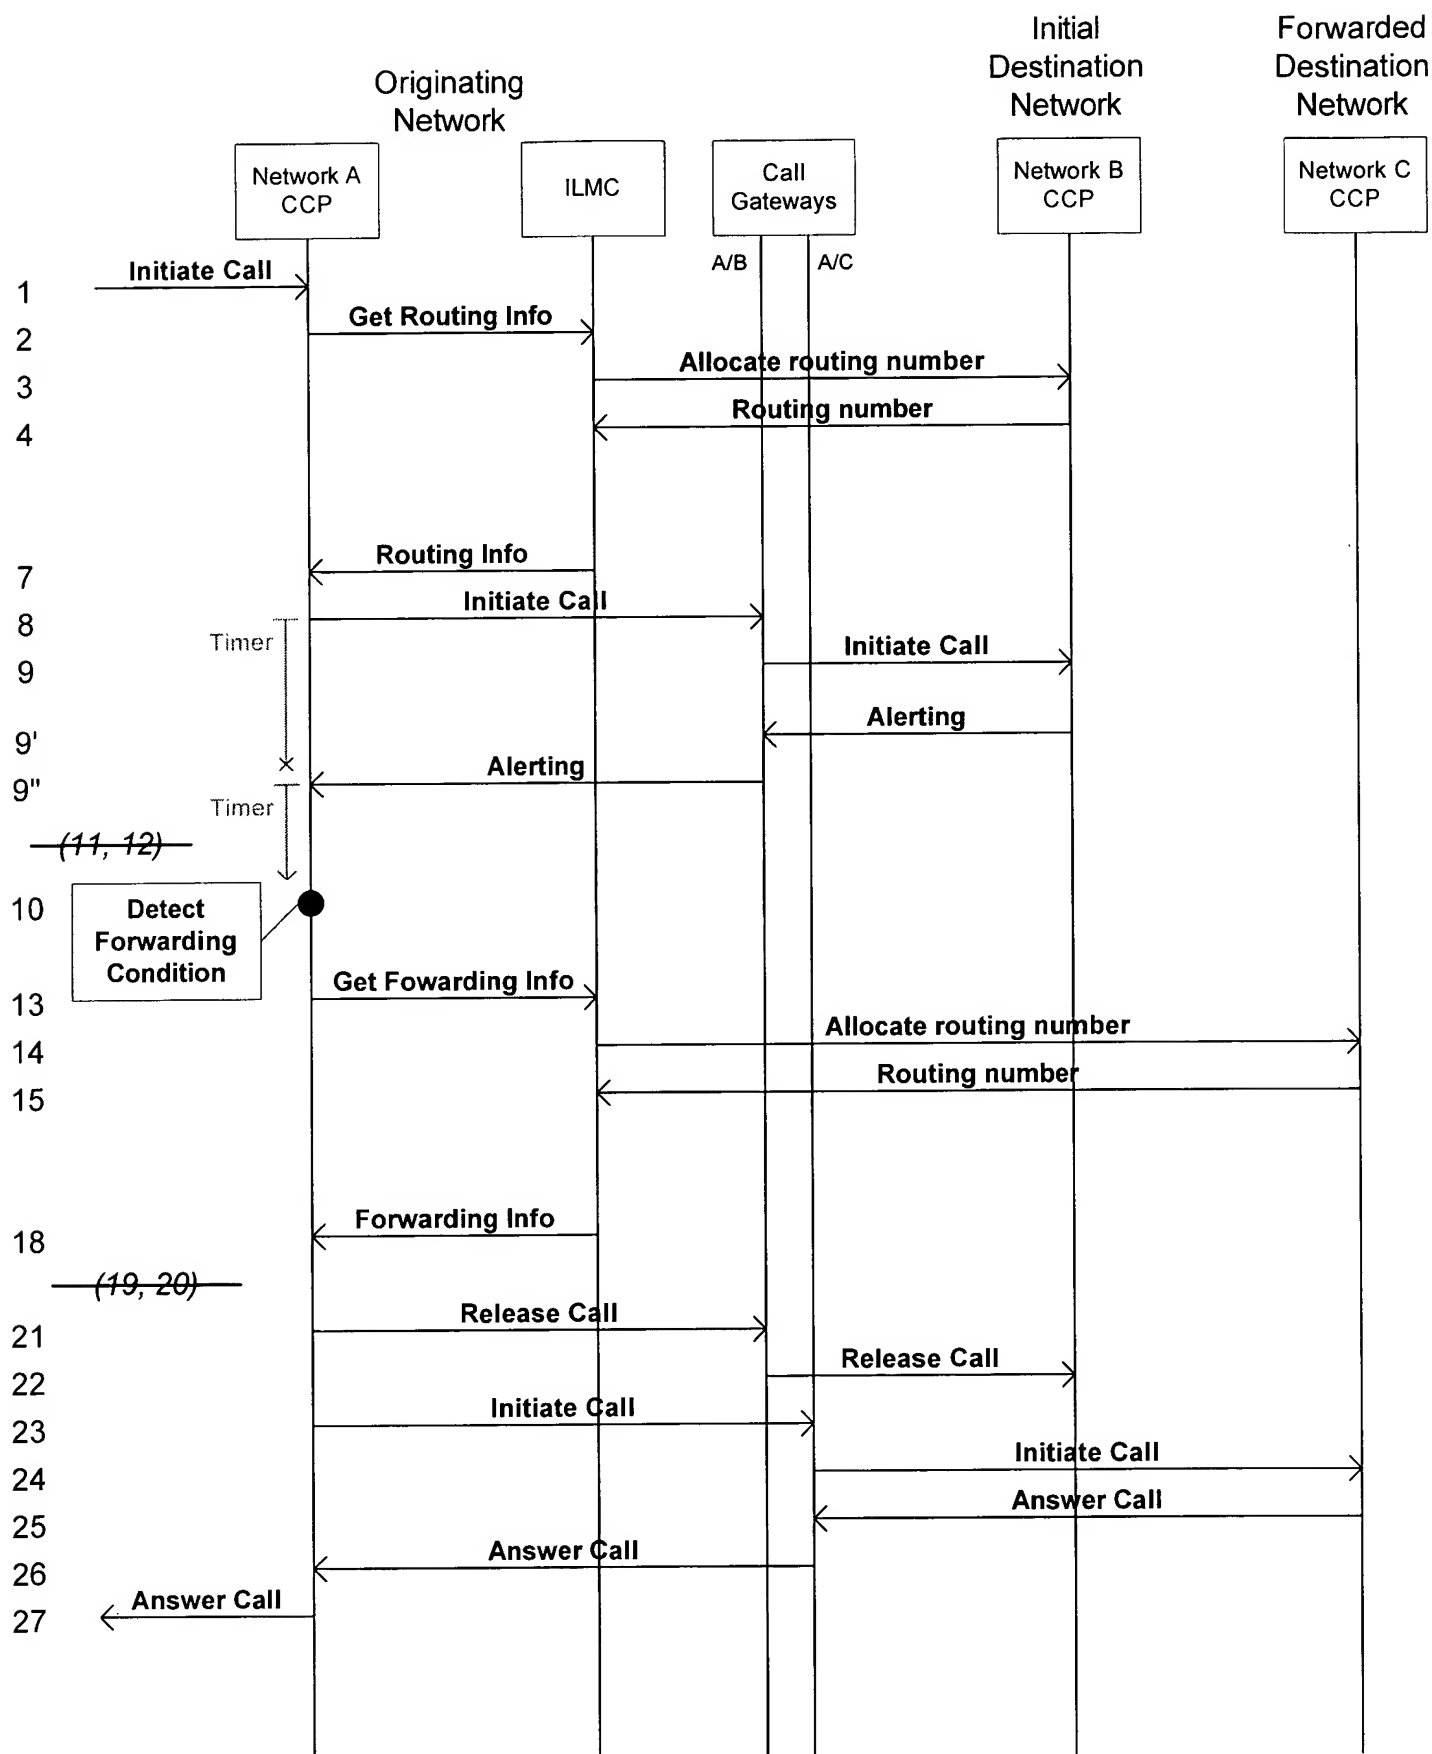 Initial
Destination
Network
Forwarded
Destination
Network
Originating
Network
Network A
CCP
ILMC
Call
Gateways
Network B
CCP
Network C
CCP
A/B
A/C
1
Initiate Call
2
Get Routing Info
3
Allocate routing number
4
Routing number
7
Routing Info
8
Initiate Call
Timer
9
Initiate Call
9'
Alerting
9"
Alerting
Timer
(11, 12)
10
Detect
Forwarding
Condition
13
Get Fowarding Info
14
Allocate routing number
15
Routing number
18
Forwarding Info
(19, 20)
21
Release Call
22
Release Call
23
Initiate Call
24
Initiate Call
25
Answer Call
26
Answer Call
27
Answer Call